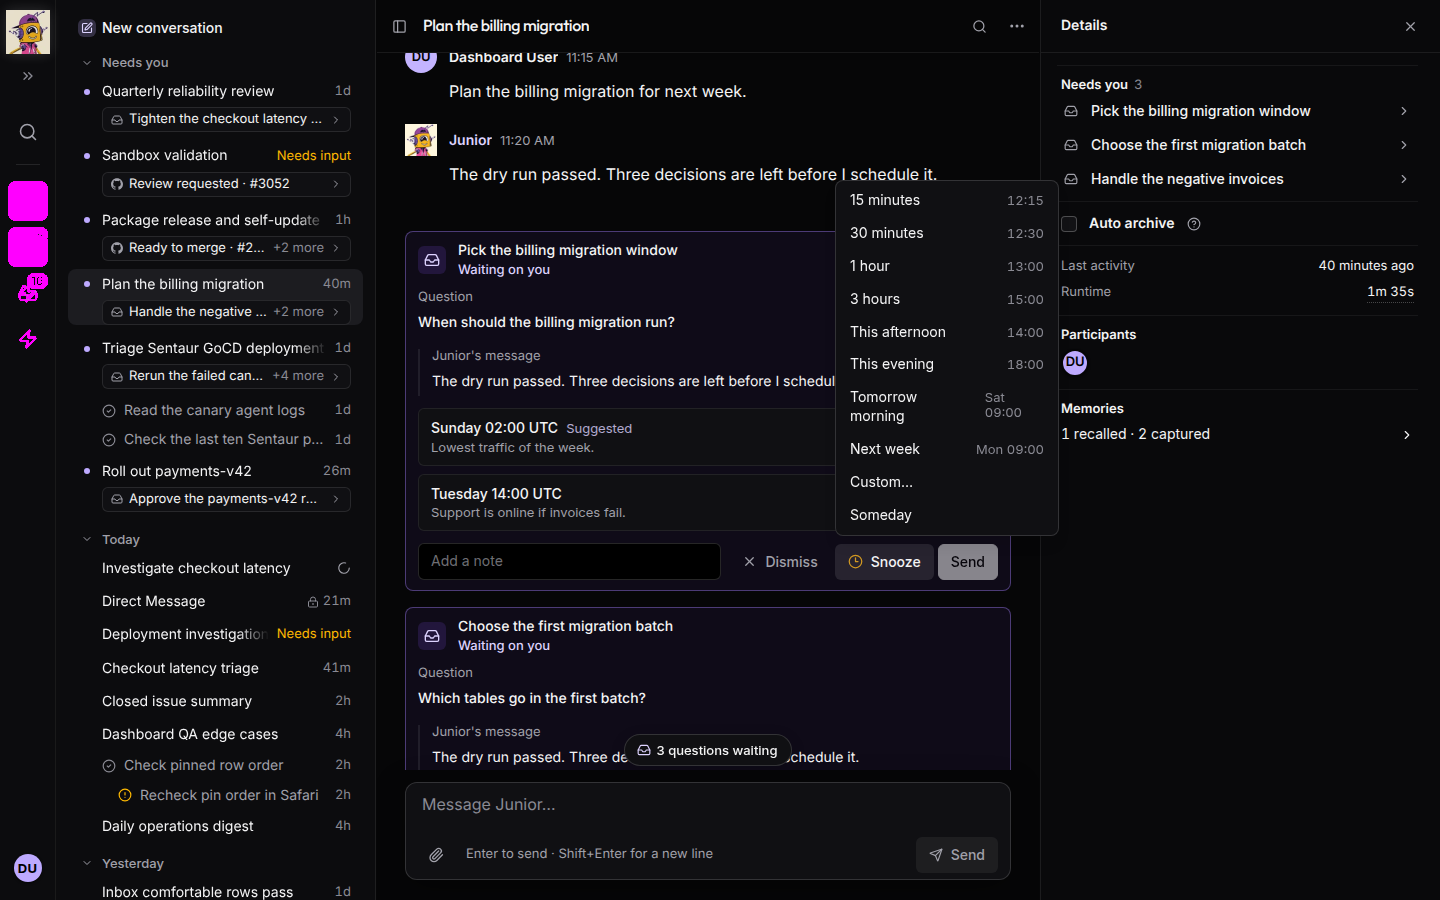 New conversation
Needs you
Quarterly reliability review 1d
Tighten the checkout latency ...
Sandbox validation Needs input
Review requested · #3052
Package release and self-update 1h
Ready to merge · #2... +2 more
Plan the billing migration 40m
Handle the negative ... +2 more
Triage Sentaur GoCD deployment 1d
Rerun the failed can... +4 more
Read the canary agent logs 1d
Check the last ten Sentaur p... 1d
Roll out payments-v42 26m
Approve the payments-v42 r...
Today
Investigate checkout latency
Direct Message 21m
Deployment investigation Needs input
Checkout latency triage 41m
Closed issue summary 2h
Dashboard QA edge cases 4h
Check pinned row order 2h
Recheck pin order in Safari 2h
Daily operations digest 4h
Yesterday
Inbox comfortable rows pass 1d
DU
Plan the billing migration
DU Dashboard User 11:15 AM
Plan the billing migration for next week.
Junior 11:20 AM
The dry run passed. Three decisions are left before I schedule it.
Pick the billing migration window
Waiting on you
Question
When should the billing migration run?
Junior's message
The dry run passed. Three decisions are left before I schedul
Sunday 02:00 UTC Suggested
Lowest traffic of the week.
Tuesday 14:00 UTC
Support is online if invoices fail.
Add a note
Dismiss
Snooze
Send
15 minutes 12:15
30 minutes 12:30
1 hour 13:00
3 hours 15:00
This afternoon 14:00
This evening 18:00
Tomorrow morning Sat 09:00
Next week Mon 09:00
Custom...
Someday
Choose the first migration batch
Waiting on you
Question
Which tables go in the first batch?
Junior's message
The dry run passed. Three de schedule it.
3 questions waiting
Message Junior...
Enter to send · Shift+Enter for a new line
Send
Details
Needs you 3
Pick the billing migration window
Choose the first migration batch
Handle the negative invoices
Auto archive
Last activity 40 minutes ago
Runtime 1m 35s
Participants
DU
Memories
1 recalled · 2 captured